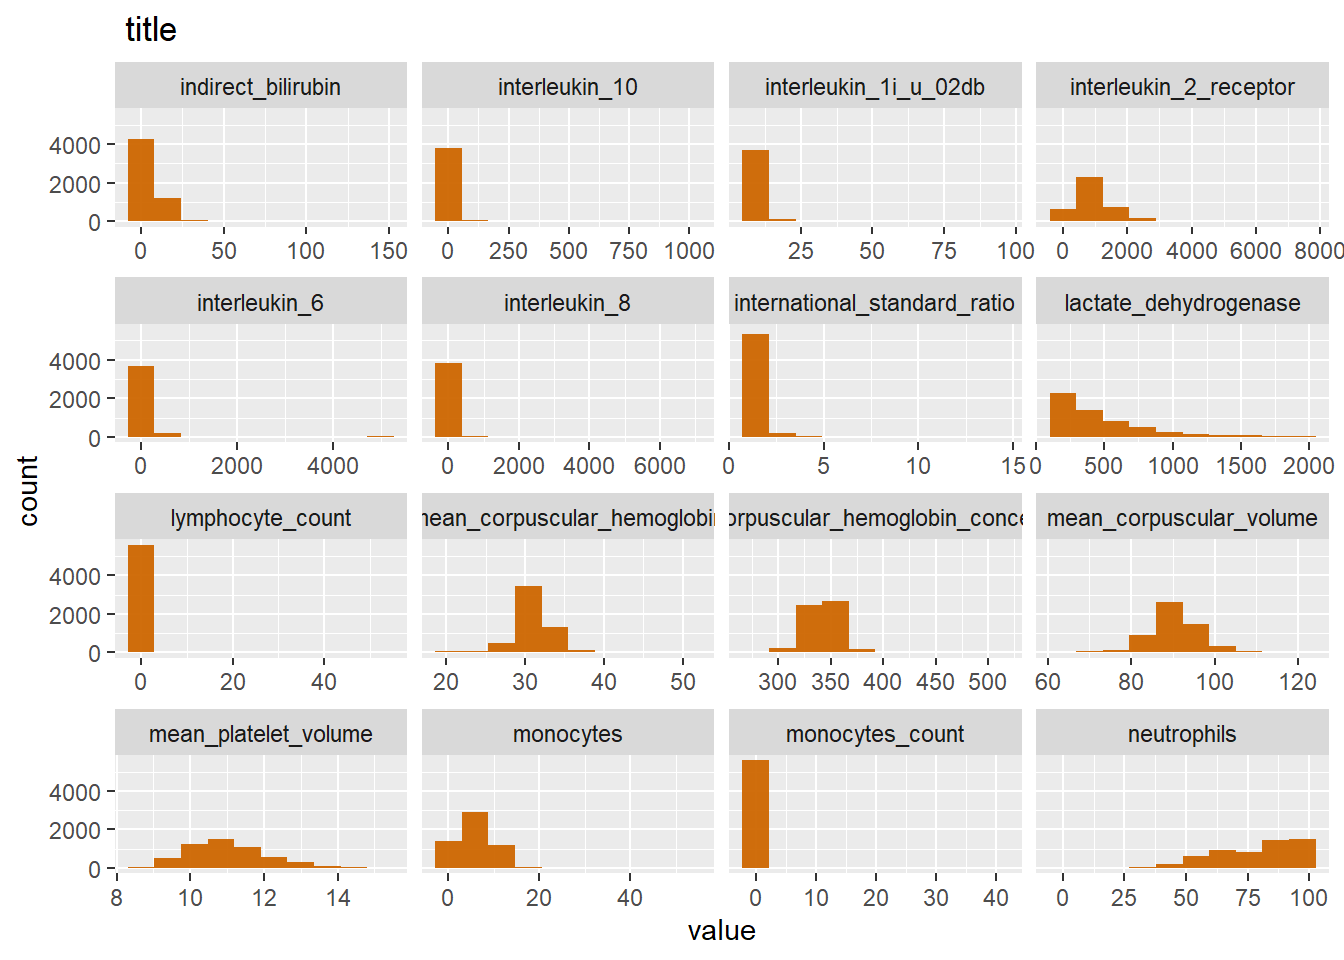 title
indirect_bilirubin interleukin_10 interleukin_1i_u_02db interleukin_2_receptor
4000
2000
0
0 50 100 150 0 250 500 750 1000 25 50 75 100 0 2000 4000 6000 8000
interleukin_6 interleukin_8 international_standard_ratio lactate_dehydrogenase
4000
2000
0
0 2000 4000 0 2000 4000 6000 0 5 10 15 0 500 1000 1500 2000
count
lymphocyte_count mean_corpuscular_hemoglobin orpuscular_hemoglobin_conce mean_corpuscular_volume
4000
2000
0
0 20 40 20 30 40 50 300 350 400 450 500 60 80 100 120
mean_platelet_volume monocytes monocytes_count neutrophils
4000
2000
0
8 10 12 14 0 20 40 0 10 20 30 40 0 25 50 75 100
value